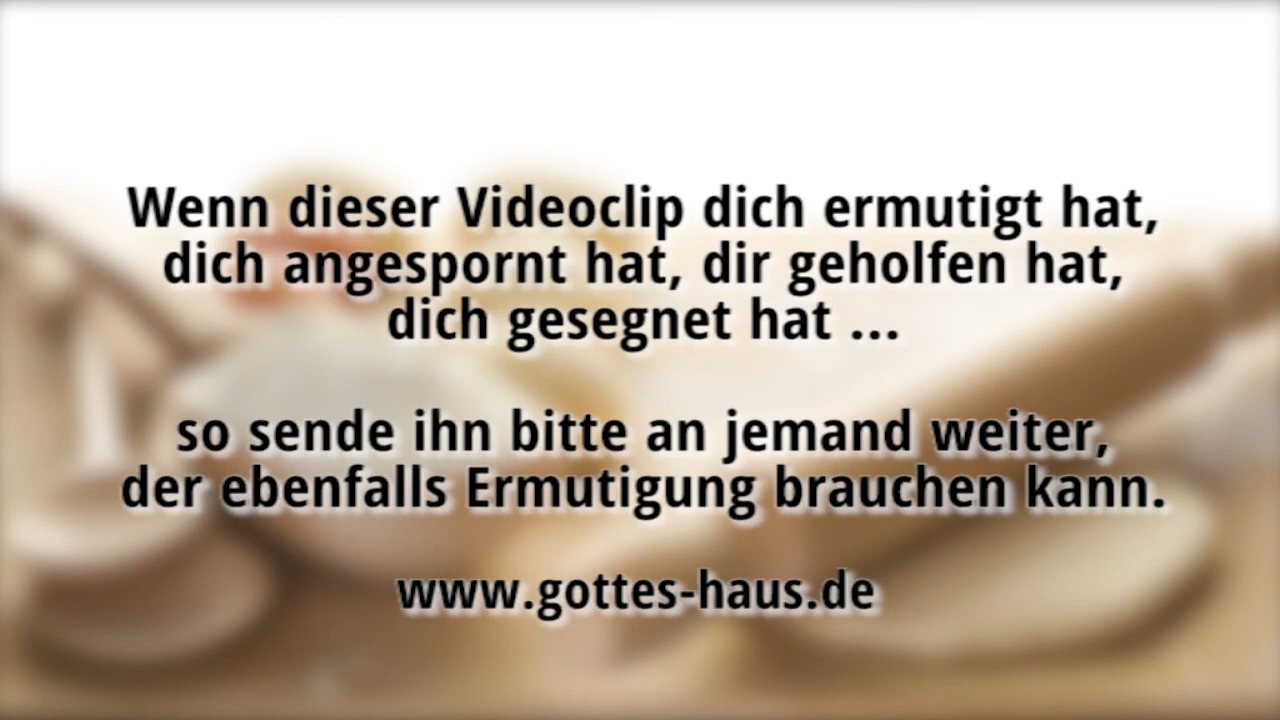 Wenn dieser Videoclip dich ermutigt hat,
dich angespornt hat, dir geholfen hat,
dich gesegnet hat ...
so sende ihn bitte an jemand weiter,
der ebenfalls Ermutigung brauchen kann.
www.gottes-haus.de